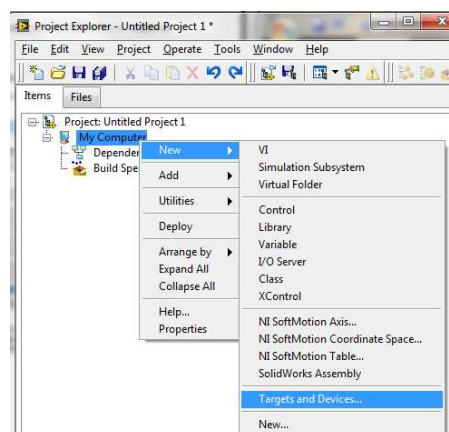 Project Explorer - Untitled Project 1 *
File Edit View Project Operate Tools Window Help
Items Files
Project: Untitled Project 1
My Computer
Depender
Build Spe
New
Add
Utilities
Deploy
Arrange by
Expand All
Collapse All
Help...
Properties
VI
Simulation Subsystem
Virtual Folder
Control
Library
Variable
I/O Server
Class
XControl
NI SoftMotion Axis...
NI SoftMotion Coordinate Space...
NI SoftMotion Table...
SolidWorks Assembly
Targets and Devices...
New...